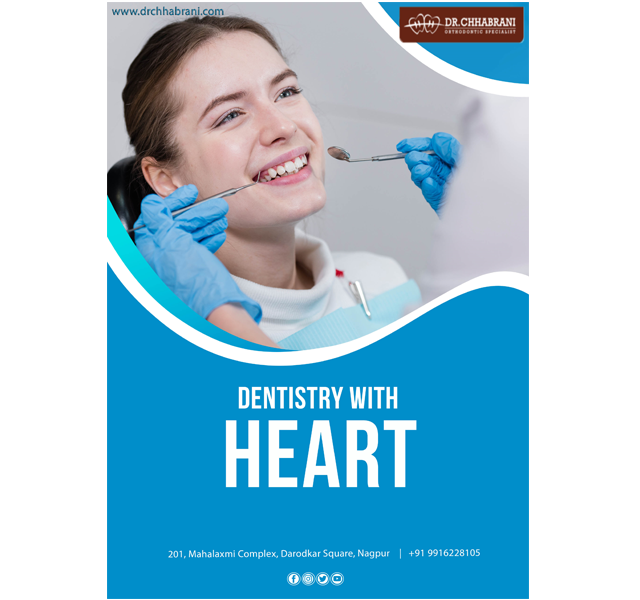 www.drchhabrani.com
DR.CHHABRANI
ORTHODONTIC SPECIALIST
DENTISTRY WITH
HEART
201, Mahalaxmi Complex, Darodkar Square, Nagpur | +91 9916228105